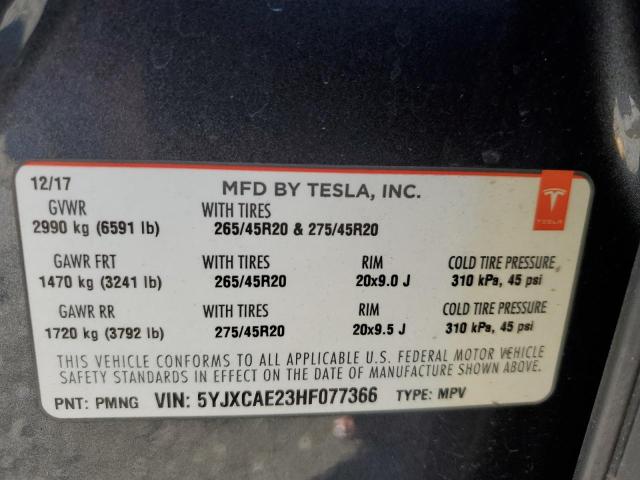 12/17 MFD BY TESLA, INC.
GVWR WITH TIRES
2990 kg (6591 lb) 265/45R20 & 275/45R20
TESLA
GAWR FRT WITH TIRES RIM COLD TIRE PRESSURE
1470 kg (3241 lb) 265/45R20 20x9.0 J 310 kPa, 45 psi
GAWR RR WITH TIRES RIM COLD TIRE PRESSURE
1720 kg (3792 lb) 275/45R20 20x9.5 J 310 kPa, 45 psi
THIS VEHICLE CONFORMS TO ALL APPLICABLE U.S. FEDERAL MOTOR VEHICLE
SAFETY STANDARDS IN EFFECT ON THE DATE OF MANUFACTURE SHOWN ABOVE.
PNT: PMNG VIN: 5YJXCAE23HF077366 TYPE: MPV